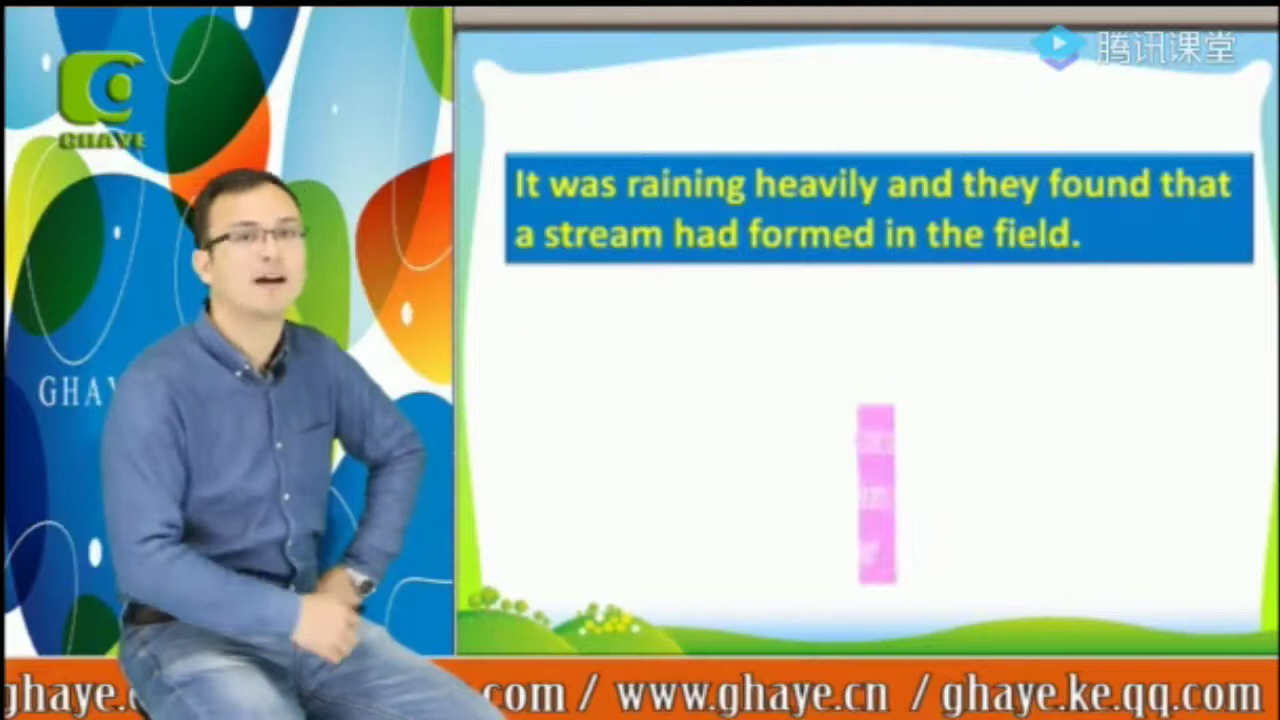 GHAYE
腾讯课堂
It was raining heavily and they found that
a stream had formed in the field.
GHAY
ghaye. com / www.ghaye.cn / ghaye.ke.qq.com